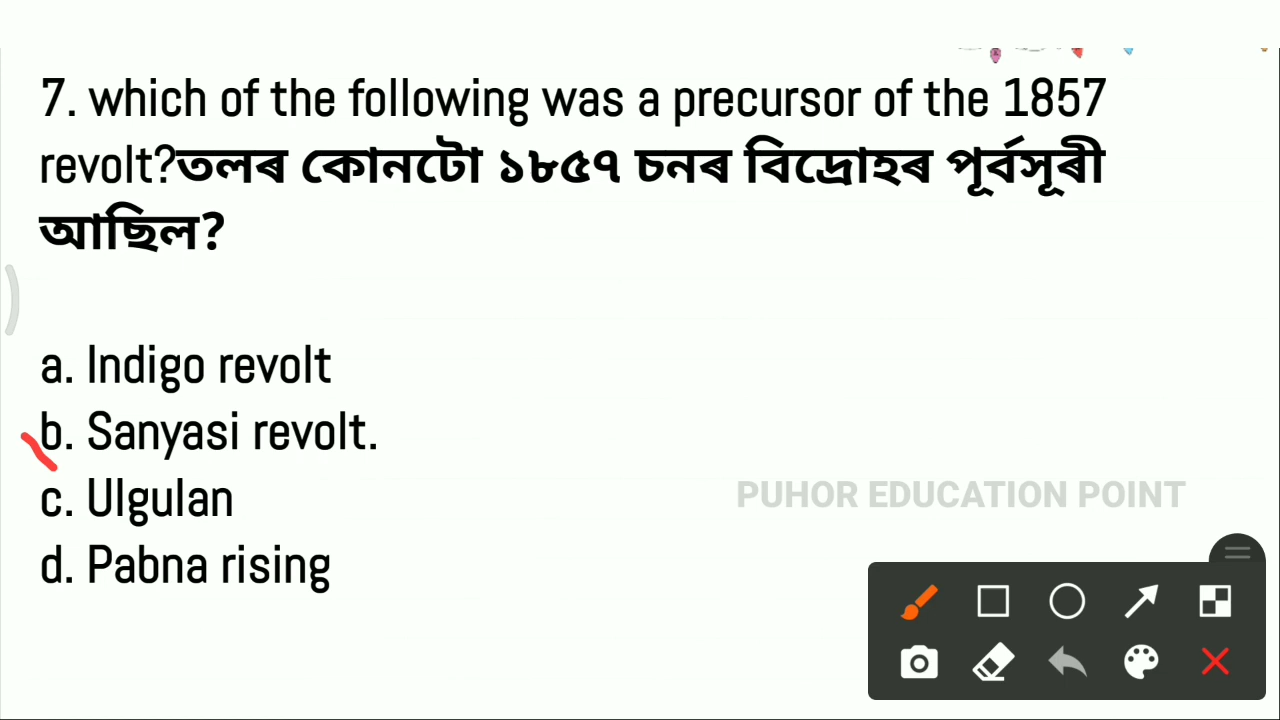 7. which of the following was a precursor of the 1857
revolt?তলৰ কোনটো ১৮৫৭ চনৰ বিদ্ৰোহৰ পূৰ্বসূৰী
আছিল?
a. Indigo revolt
b. Sanyasi revolt.
c. Ulgulan
PUHOR EDUCATION POINT
d. Pabna rising